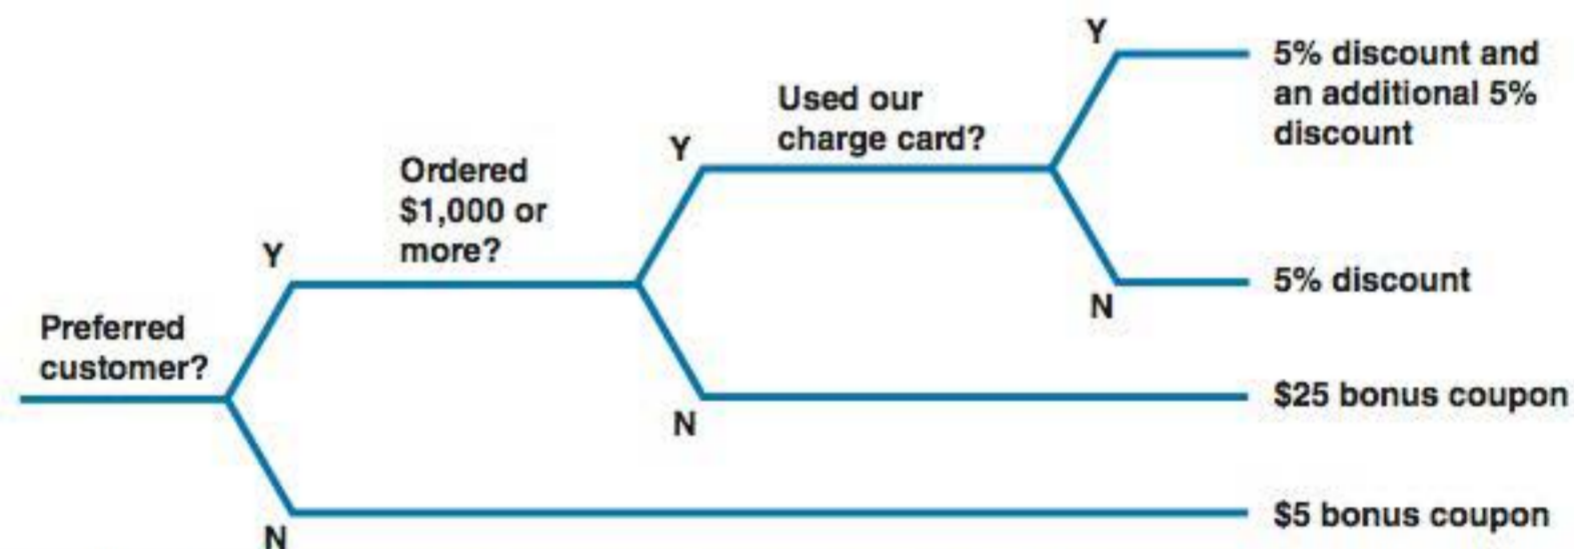 Y
5% discount and
an additional 5%
discount
Used our
charge card?
Y
Ordered
$1,000 or
more?
Y
N
5% discount
Preferred
customer?
N
$25 bonus coupon
N
$5 bonus coupon